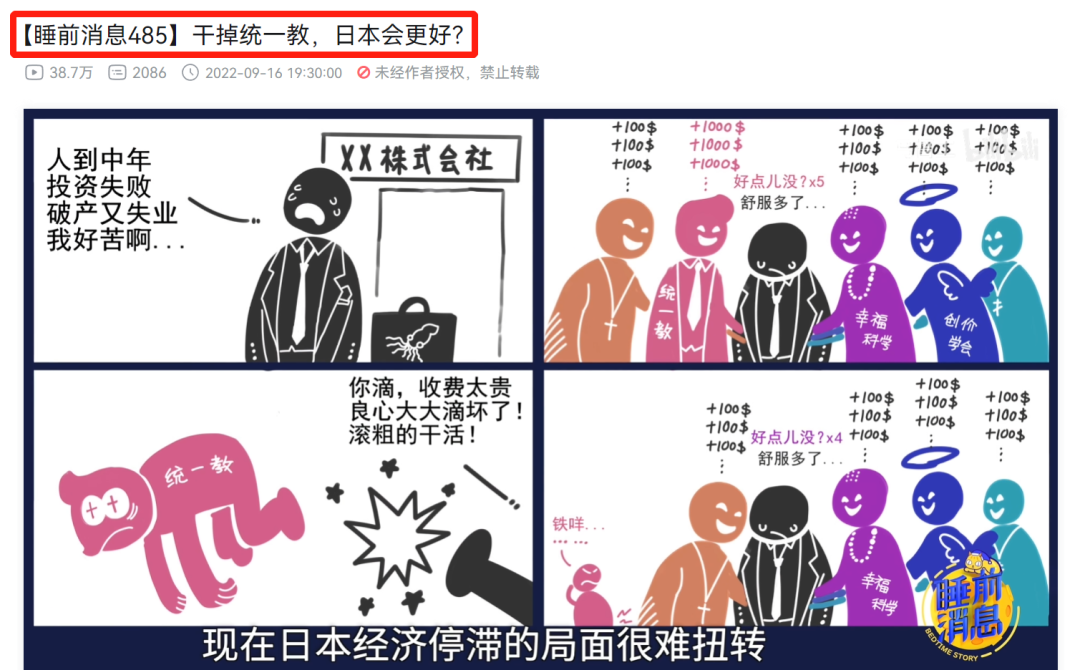 【睡前消息485】干掉统一教，日本会更好？
38.7万 2086 2022-09-16 19:30:00 未经作者授权，禁止转载
人到中年
投资失败
破产又失业
我好苦啊...
XX株式会社
+100$
+100$
+100$
⋮
+1000$
+1000$
+1000$
⋮
好点儿没？x5
舒服多了...
+100$
+100$
+100$
⋮
+100$
+100$
+100$
⋮
+100$
+100$
+100$
⋮
统一教
幸福
科学
创价
学会
你滴，收费太贵
良心大大滴坏了！
滚粗的干活！
统一教
+100$
+100$
+100$
⋮
好点儿没？x4
舒服多了...
+100$
+100$
+100$
⋮
+100$
+100$
+100$
⋮
+100$
+100$
+100$
⋮
铁咩...
... ...
幸福
科学
睡前
消息
BEDTIME STORY
现在日本经济停滞的局面很难扭转